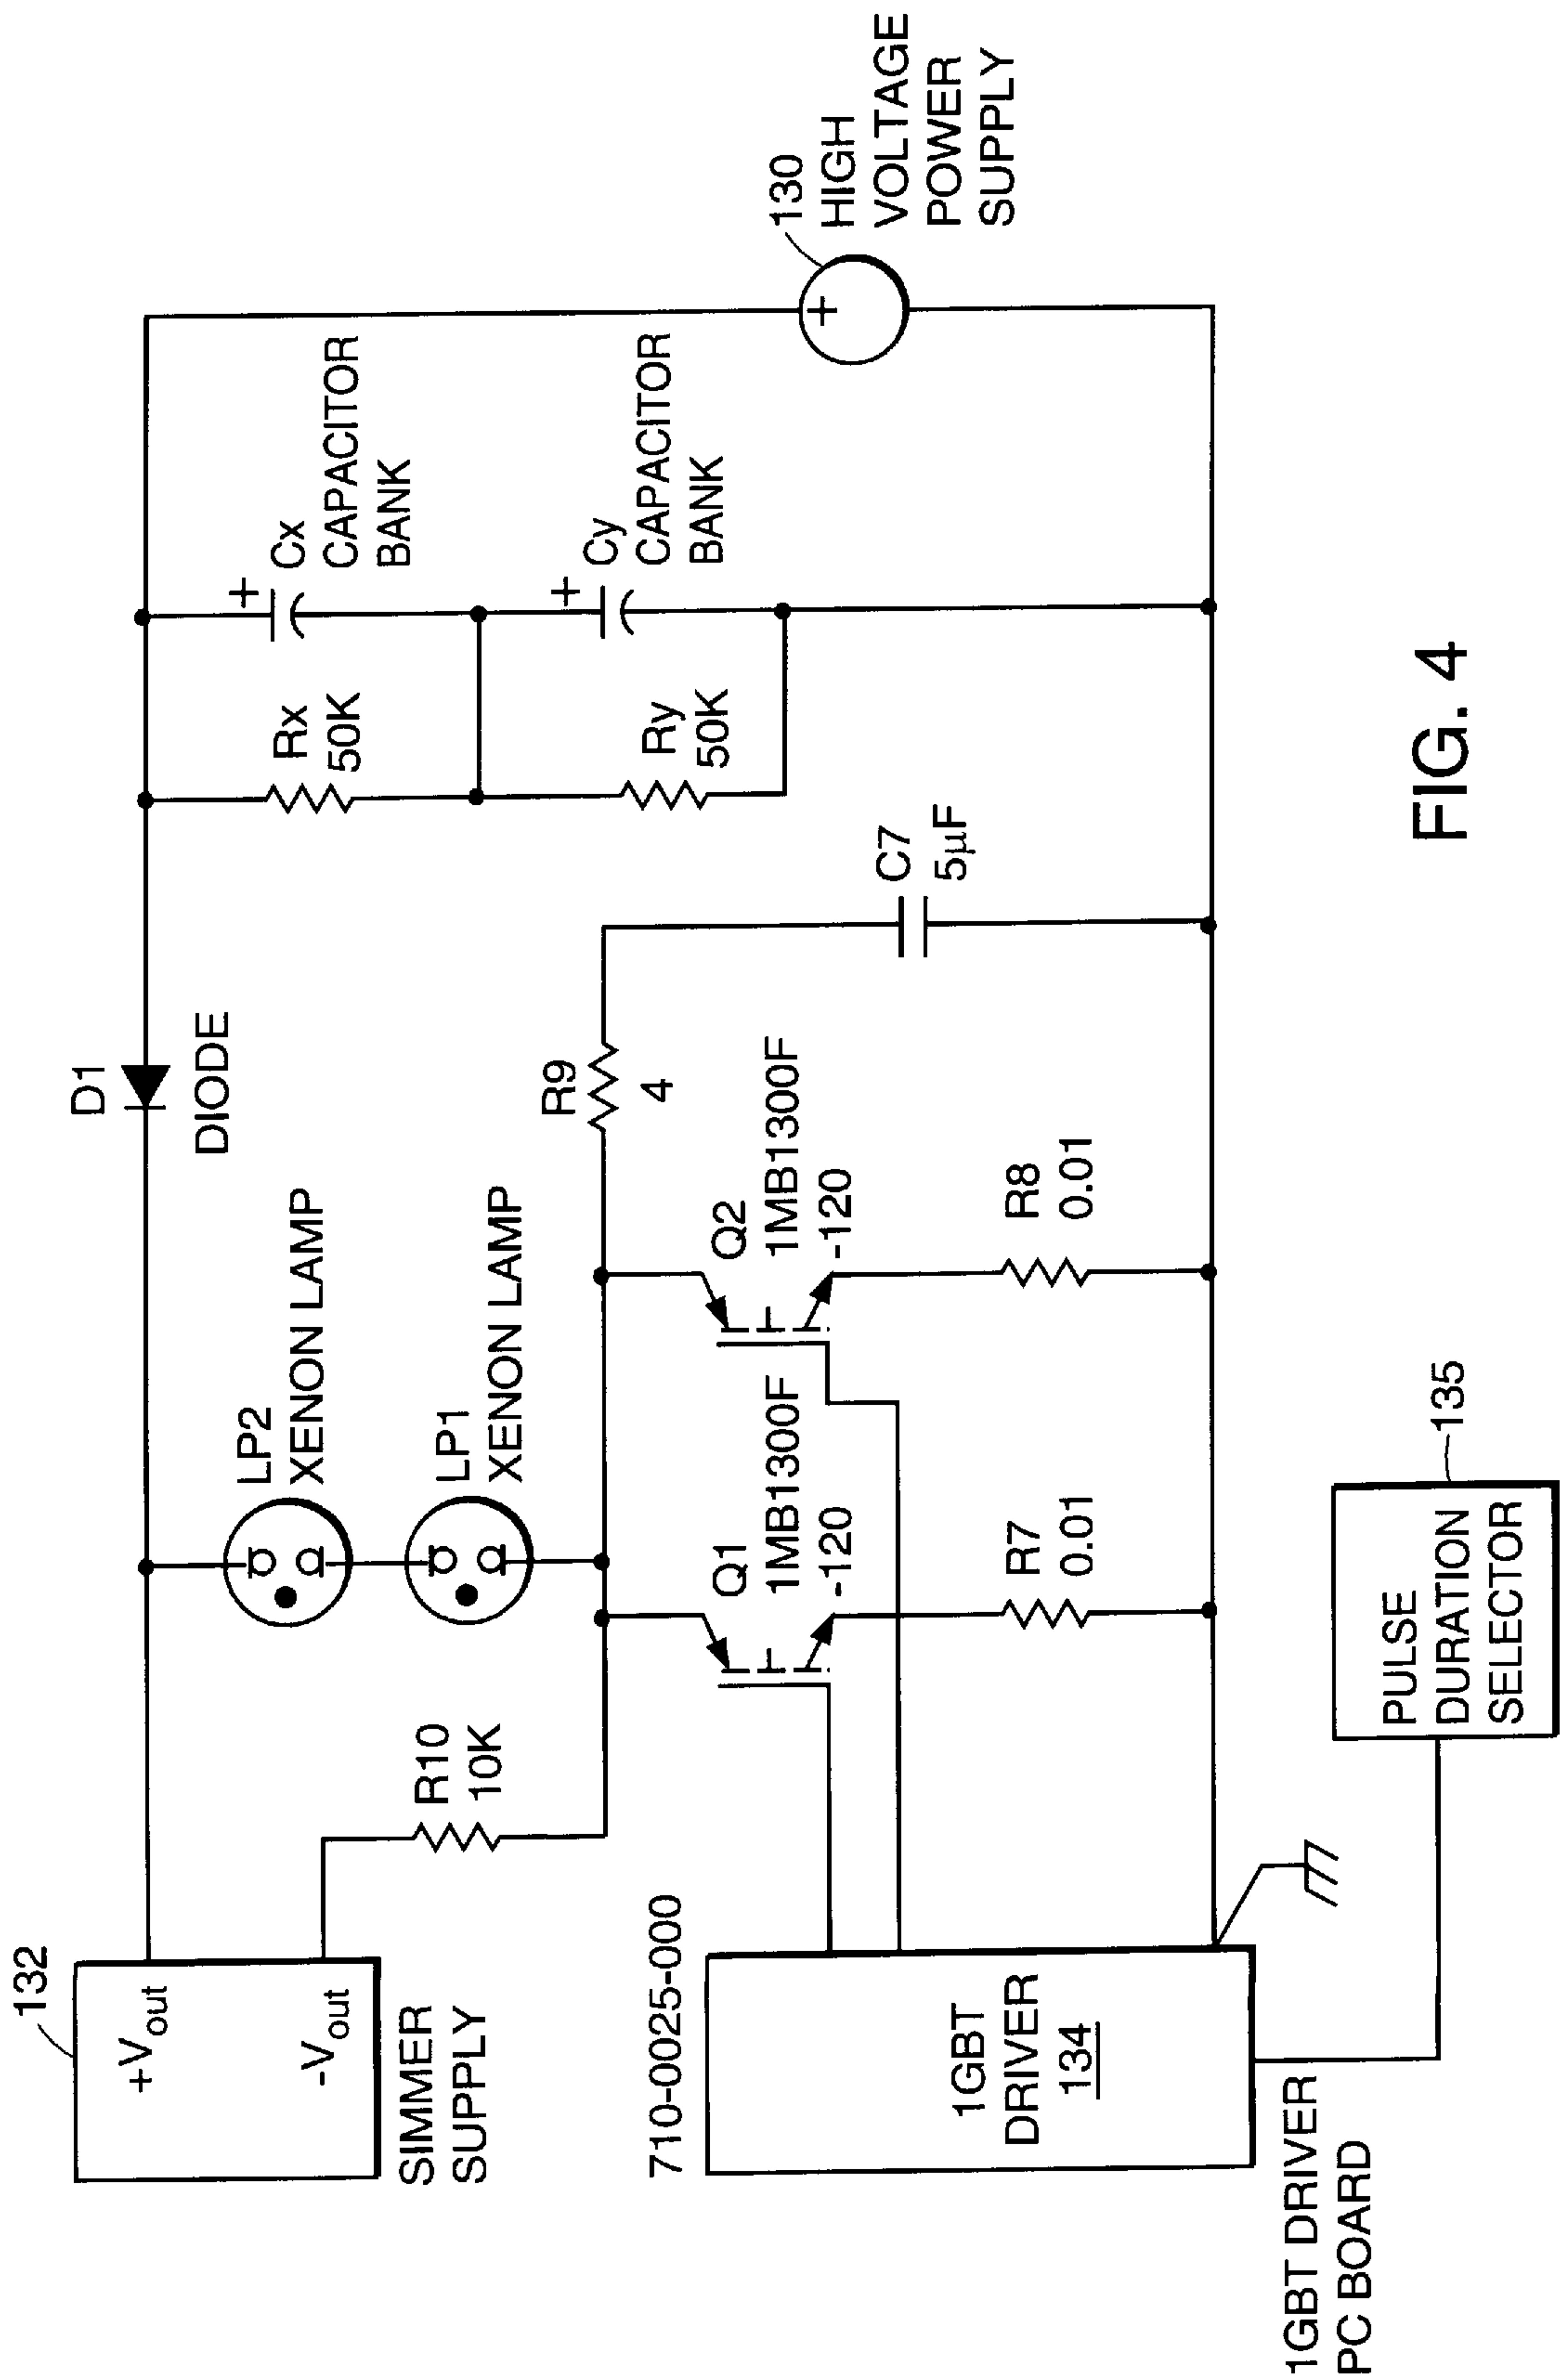 132
+Vout
-Vout
SIMMER
SUPPLY
R10
10K
LP2
XENON LAMP
LP1
XENON LAMP
D1
DIODE
Rx
50K
Ry
50K
+
Cx
CAPACITOR
BANK
+
Cy
CAPACITOR
BANK
130
+
HIGH
VOLTAGE
POWER
SUPPLY
R9
4
C7
5μF
Q1
1MB1300F
-120
Q2
1MB1300F
-120
R7
0.01
R8
0.01
710-0025-000
1GBT
DRIVER
134
1GBT DRIVER
PC BOARD
PULSE
DURATION
SELECTOR
135
FIG. 4